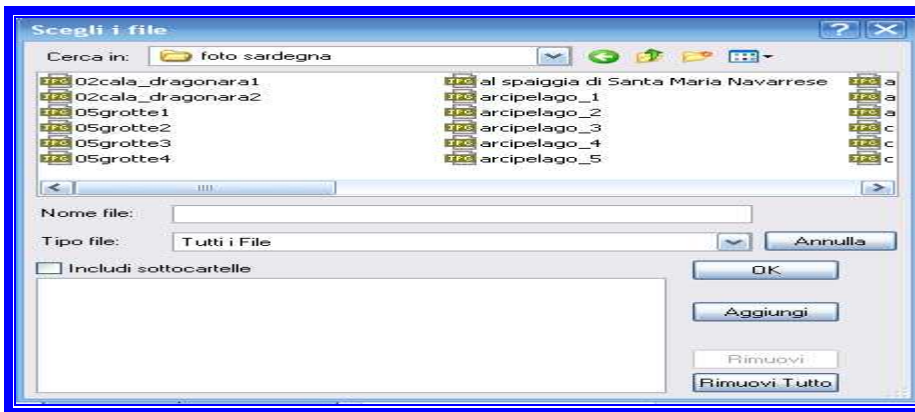 Scegli i file
Cerca in: foto sardegna
02cala_dragonara1
02cala_dragonara2
05grotte1
05grotte2
05grotte3
05grotte4
al spaiggia di Santa Maria Navarrese
arcipelago_1
arcipelago_2
arcipelago_3
arcipelago_4
arcipelago_5
a
a
a
c
c
c
Nome file:
Tipo file: Tutti i File
Annulla
Includi sottocartelle
OK
Aggiungi
Rimuovi
Rimuovi Tutto